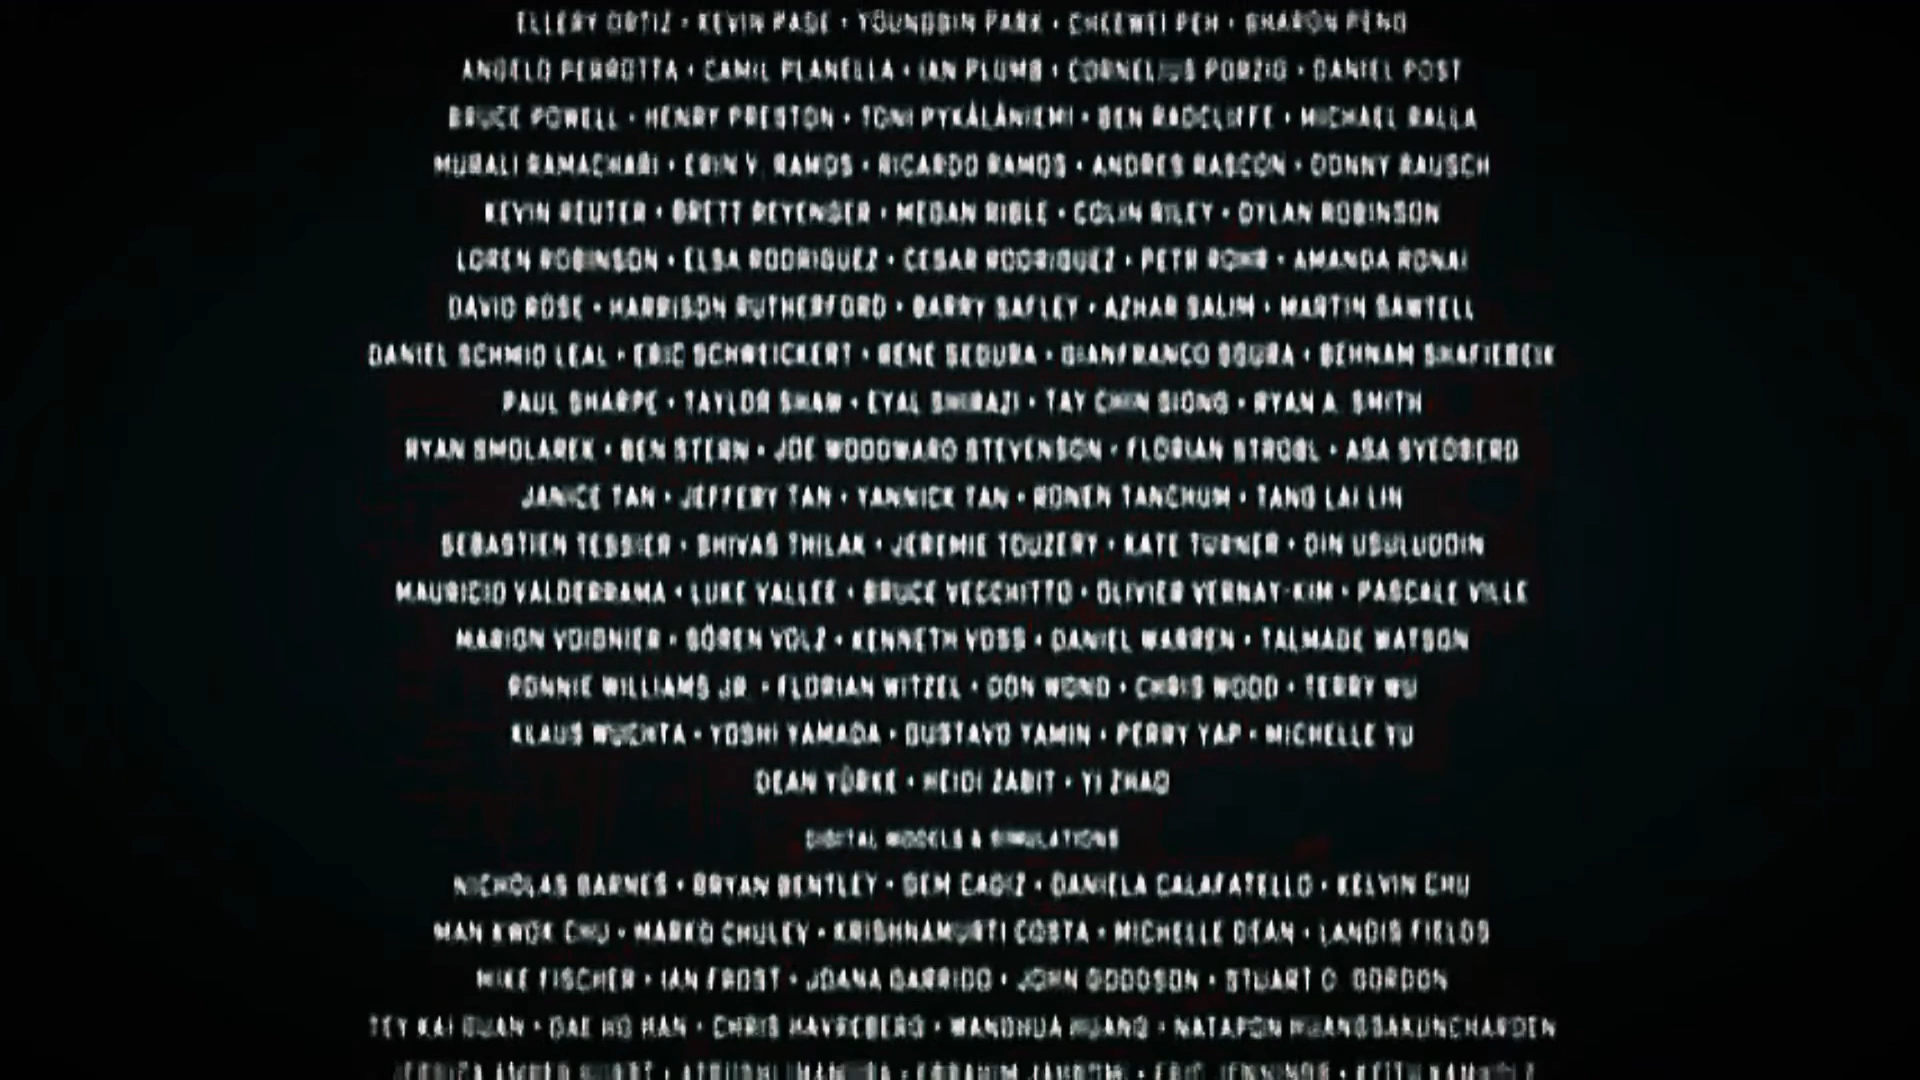 ELLERY ORTIZ • KEVIN PAGE • YOUNGBIN PARK • CHEEWEI PEH • SHARON PENG
ANGELO PERROTTA • CAMIL PLANELLA • IAN PLUMB • CORNELIUS PORZIG • DANIEL POST
BRUCE POWELL • HENRY PRESTON • TONI PYKÄLÄNIEMI • BEN RADCLIFFE • MICHAEL RALLA
MURALI RAMACHARI • ERIN V. RAMOS • RICARDO RAMOS • ANDRES RASCON • DONNY RAUSCH
KEVIN REUTER • BRETT REYENGER • MEGAN RIBLE • COLIN RILEY • DYLAN ROBINSON
LOREN ROBINSON • ELSA RODRIGUEZ • CESAR RODRIGUEZ • PETR ROHR • AMANDA RONAI
DAVID ROSE • HARRISON RUTHERFORD • BARRY SAFLEY • AZHAR SALIM • MARTIN SAWTELL
DANIEL SCHMID LEAL • ERIC SCHWEICKERT • RENE SEGURA • GIANFRANCO SGURA • BEHNAM SHAFIEBEIK
PAUL SHARPE • TAYLOR SHAW • EYAL SHIRAZI • TAY CHIN SIONG • RYAN A. SMITH
RYAN SMOLAREK • BEN STERN • JOE WOODWARD STEVENSON • FLORIAN STROBL • ASA SVEDBERG
JANICE TAN • JEFFERY TAN • YANNICK TAN • RONEN TANCHUM • TANG LAI LIN
SEBASTIEN TESSIER • SHIVAS THILAK • JEREMIE TOUZERY • KATE TURNER • DIN USULUDDIN
MAURICIO VALDERRAMA • LUKE VALLEE • BRUCE VECCHITTO • OLIVIER VERNAY-KIM • PASCALE VILLE
MARION VOIGNIER • SÖREN VOLZ • KENNETH VOSS • DANIEL WARREN • TALMADE WATSON
RONNIE WILLIAMS JR. • FLORIAN WITZEL • DON WONG • CHRIS WOOD • TERRY WU
KLAUS WUCHTA • YOSHI YAMADA • GUSTAVO YAMIN • PERRY YAP • MICHELLE YU
DEAN YURKE • HEIDI ZABIT • YI ZHAO
DIGITAL MODELS & SIMULATIONS
NICHOLAS BARNES • BRYAN BENTLEY • GEM CADIZ • DANIELA CALAFATELLO • KELVIN CHU
MAN KWOK CHU • MARKO CHULEV • KRISHNAMURTI COSTA • MICHELLE DEAN • LANDIS FIELDS
MIKE FISCHER • IAN FROST • JOANA GARRIDO • JOHN GOODSON • STUART C. GORDON
TEY KAI GUAN • GAE HO HAN • CHRIS HAVREBERG • WANGHUA HUANG • NATAPON HUANGSAKUNCHAROEN